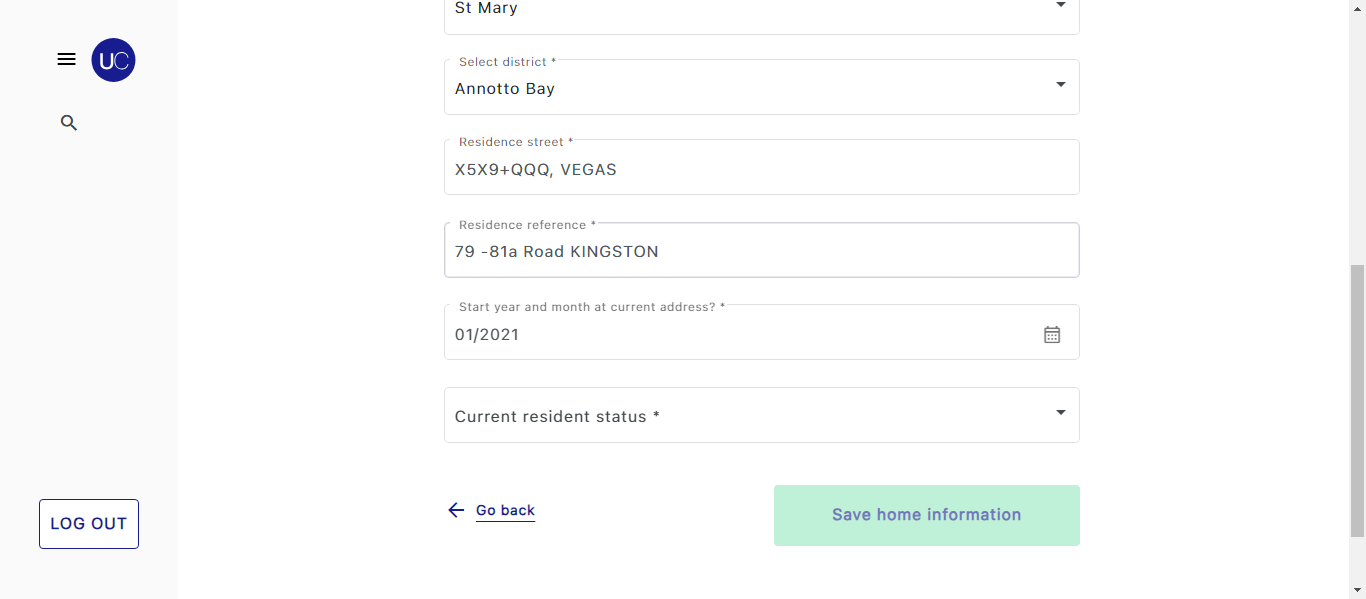 St Mary
UC
Select district *
Annotto Bay
Residence street *
X5X9+QQQ, VEGAS
Residence reference *
79 -81a Road KINGSTON
Start year and month at current address? *
01/2021
Current resident status *
Go back
Save home information
LOG OUT